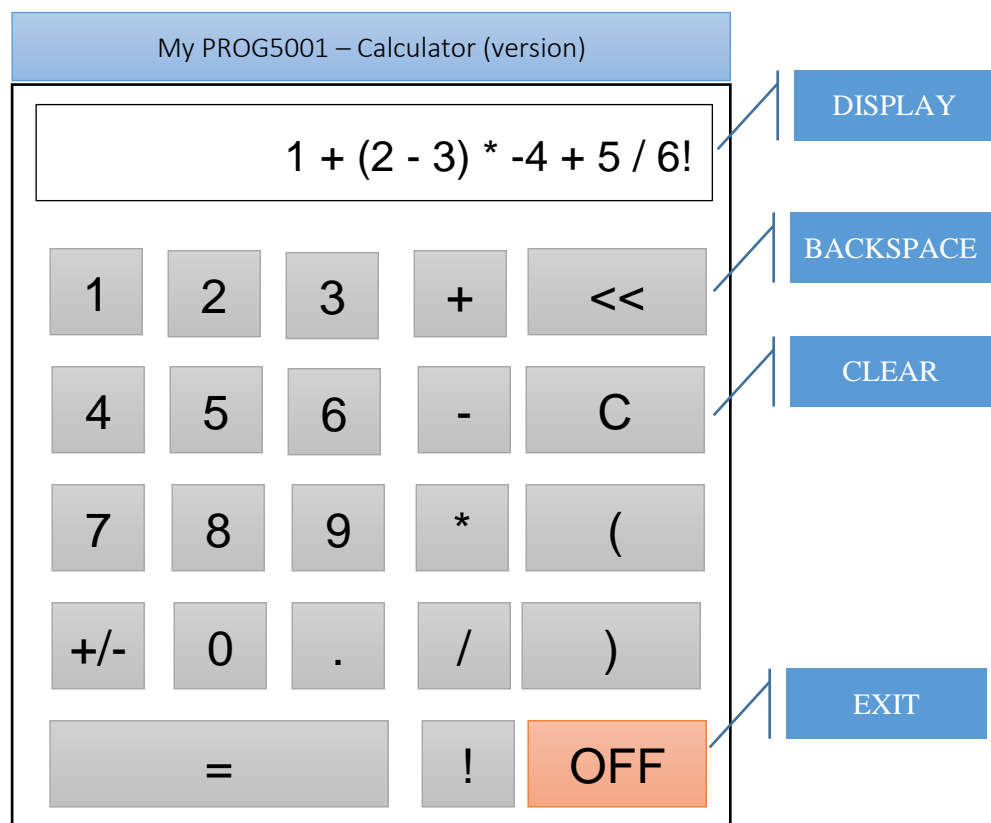 My PROG5001 – Calculator (version)
DISPLAY
1 + (2 - 3) * -4 + 5 / 6!
BACKSPACE
1 2 3 + <<
CLEAR
4 5 6 - C
7 8 9 * (
+/- 0 . / )
EXIT
= ! OFF